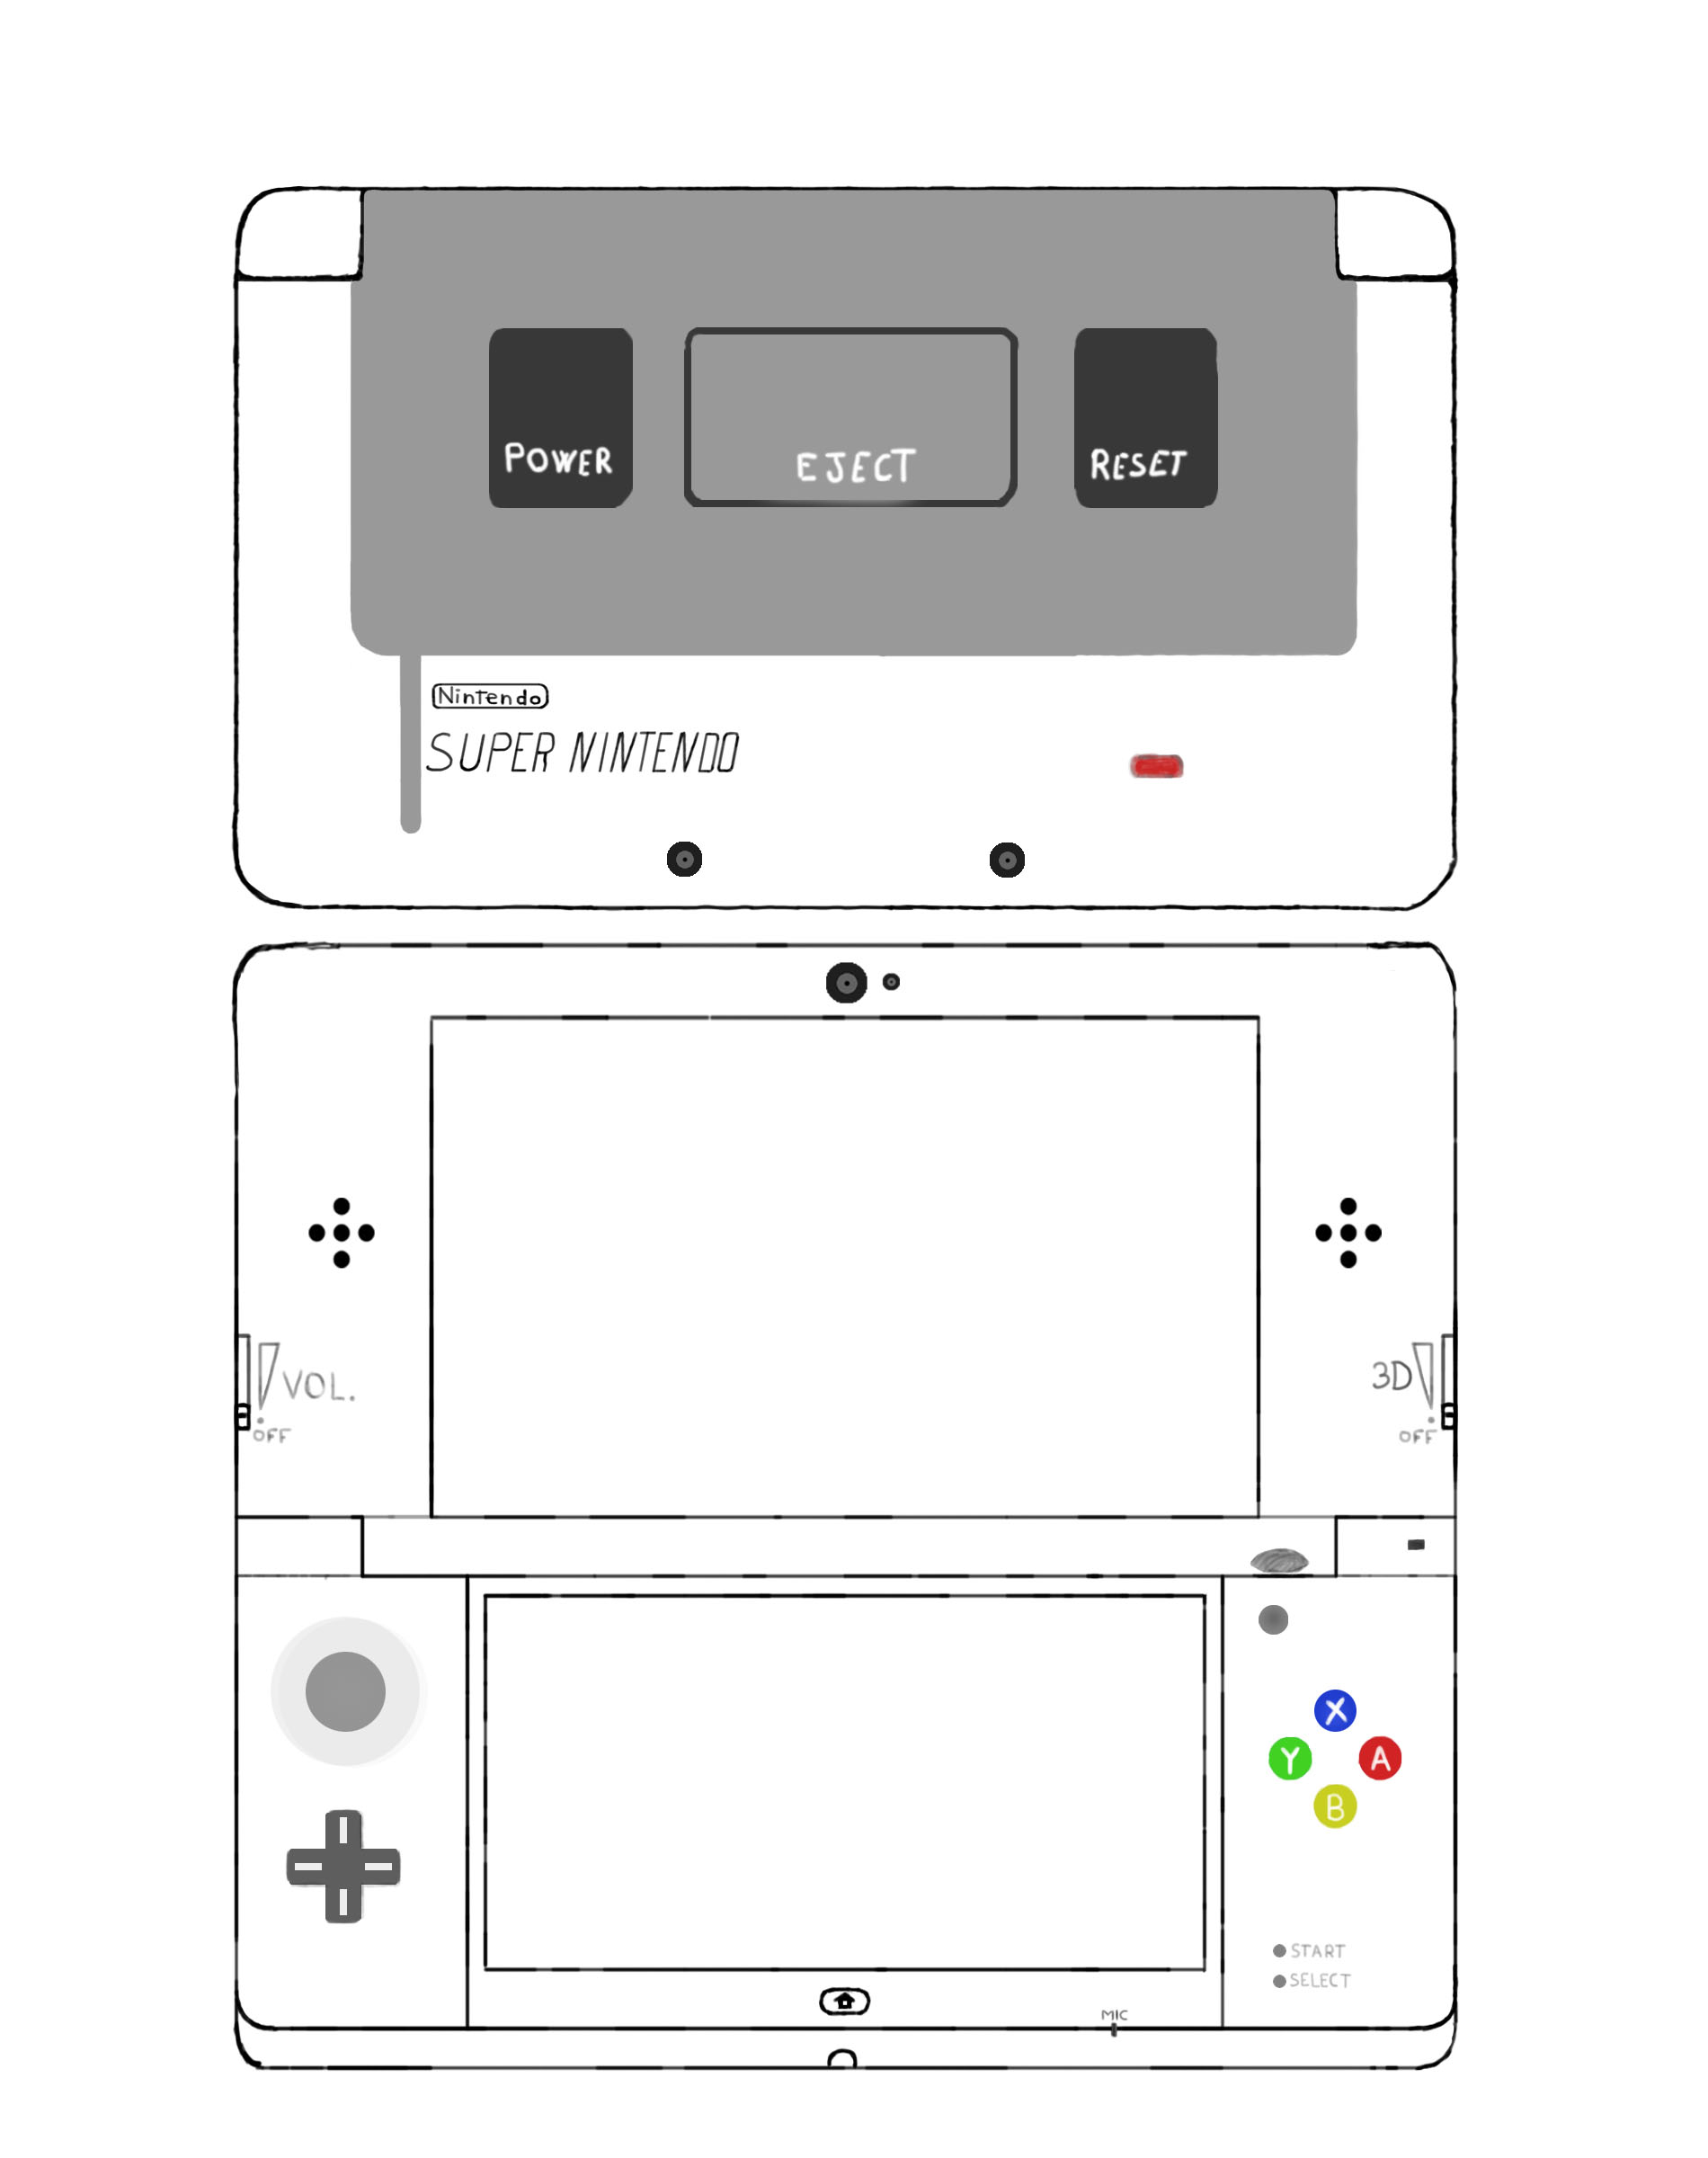 POWER
EJECT
RESET
Nintendo
SUPER NINTENDO
VOL.
OFF
3D
OFF
X
Y
A
B
START
SELECT
MIC